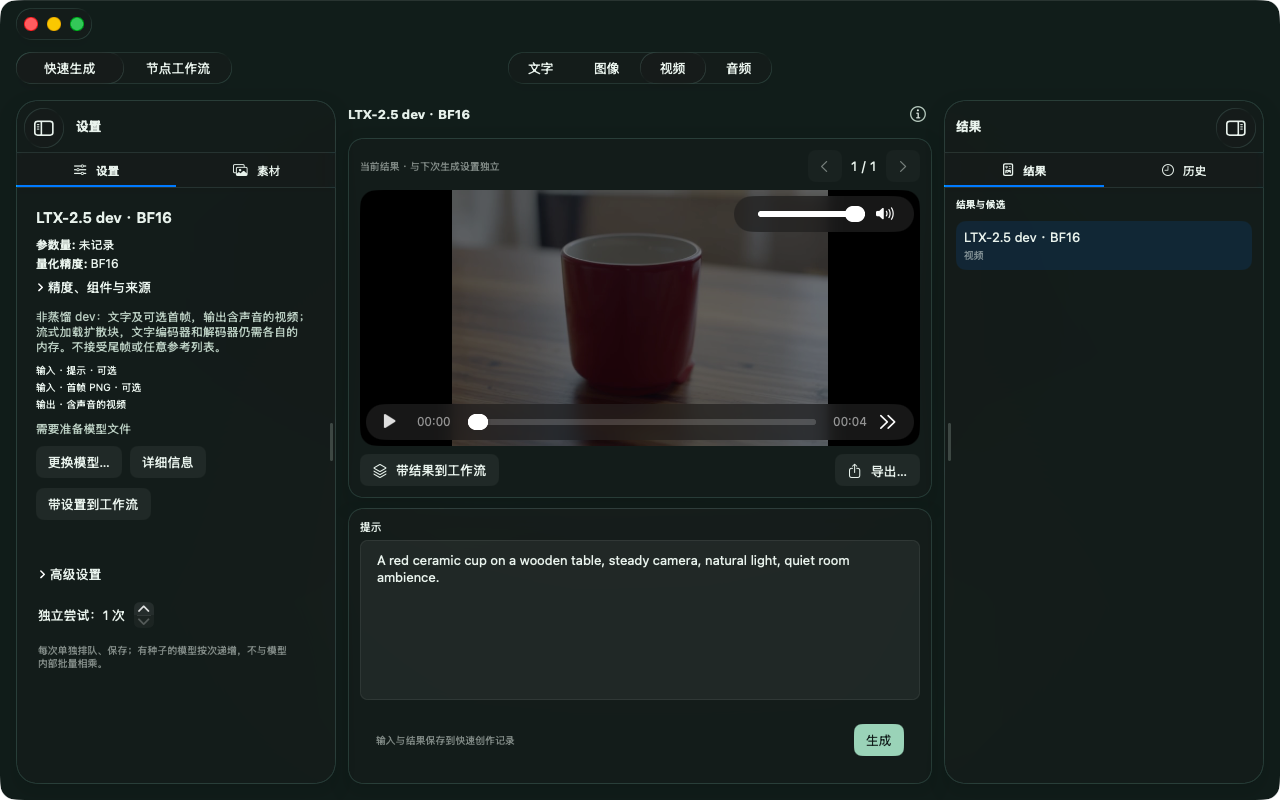 快速生成
节点工作流
文字
图像
视频
音频
设置
设置
素材
LTX-2.5 dev · BF16
参数量: 未记录
量化精度: BF16
精度、组件与来源
非蒸馏 dev：文字及可选首帧，输出含声音的视频；
流式加载扩散块，文字编码器和解码器仍需各自的
内存。不接受尾帧或任意参考列表。
输入 · 提示 · 可选
输入 · 首帧 PNG · 可选
输出 · 含声音的视频
需要准备模型文件
更换模型...
详细信息
带设置到工作流
高级设置
独立尝试：1 次
每次单独排队、保存；有种子的模型按次递增，不与模型
内部批量相乘。
LTX-2.5 dev · BF16
当前结果 · 与下次生成设置独立
1 / 1
00:00
00:04
带结果到工作流
导出...
提示
A red ceramic cup on a wooden table, steady camera, natural light, quiet room
ambience.
输入与结果保存到快速创作记录
生成
结果
结果
历史
结果与候选
LTX-2.5 dev · BF16
视频